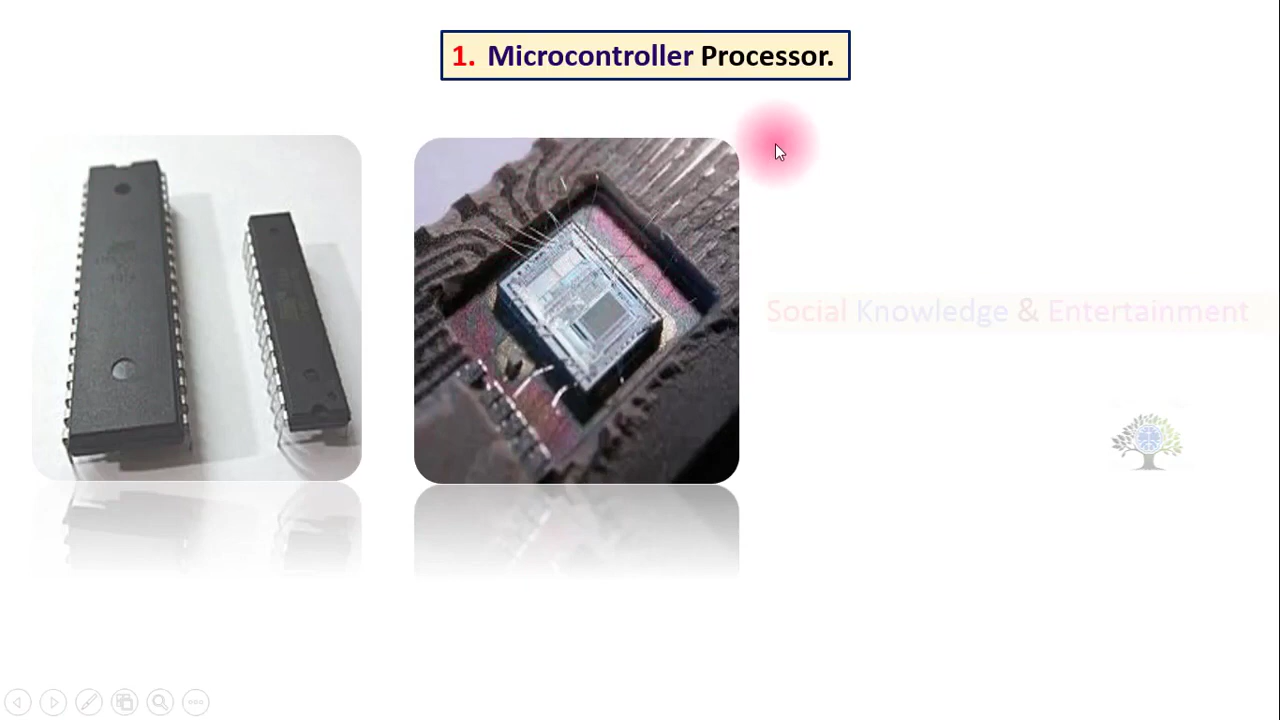 1. Microcontroller Processor.
Social Knowledge & Entertainment